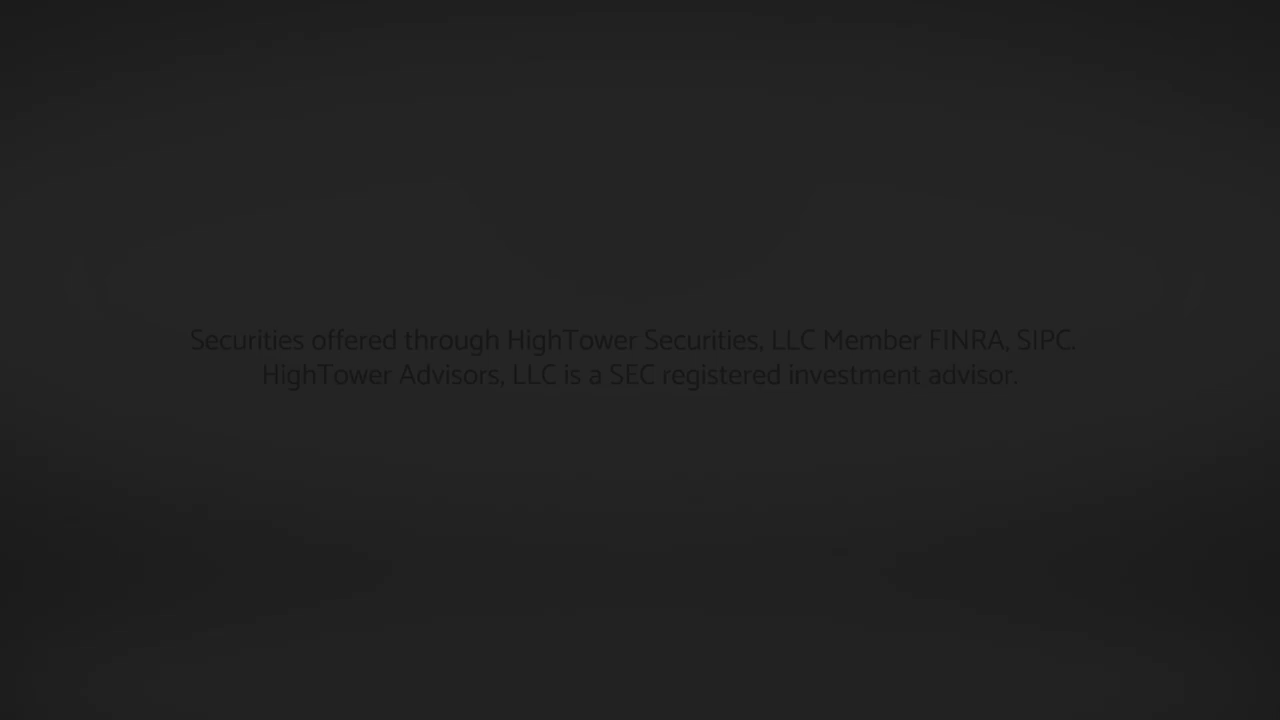 Securities offered through HighTower Securities, LLC Member FINRA, SIPC.
HighTower Advisors, LLC is a SEC registered investment advisor.